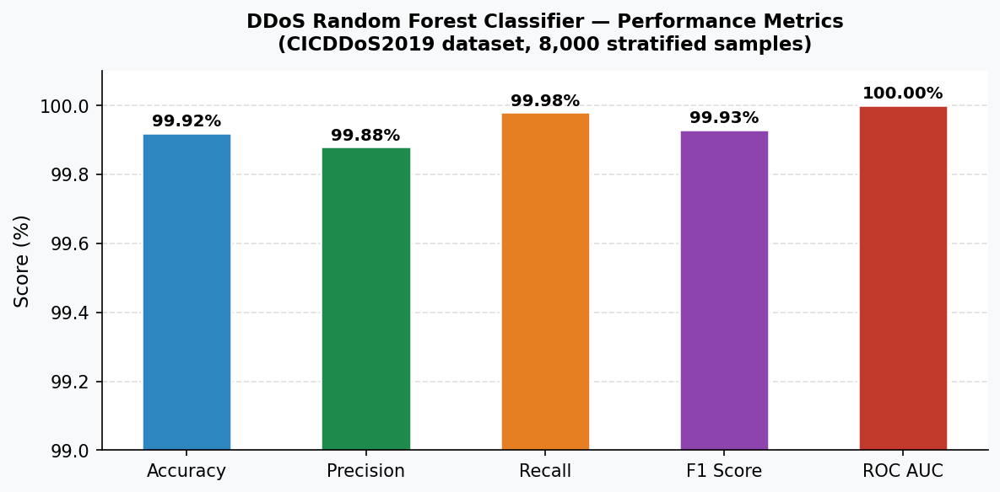 DDoS Random Forest Classifier — Performance Metrics
(CICDDoS2019 dataset, 8,000 stratified samples)
Score (%)
100.0
99.8
99.6
99.4
99.2
99.0
99.92%
99.88%
99.98%
99.93%
100.00%
Accuracy
Precision
Recall
F1 Score
ROC AUC